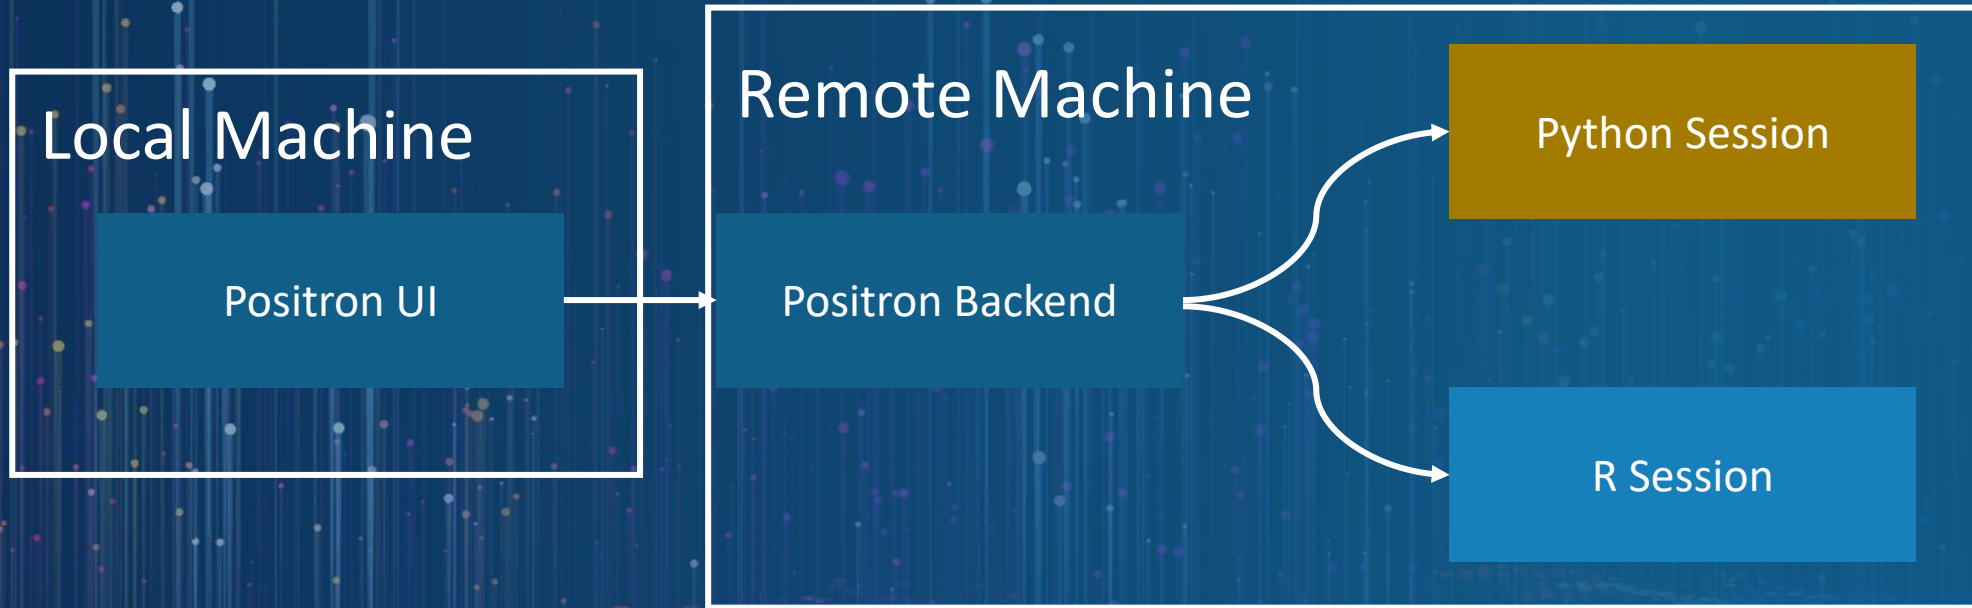 Local Machine
Positron UI
Remote Machine
Positron Backend
Python Session
R Session